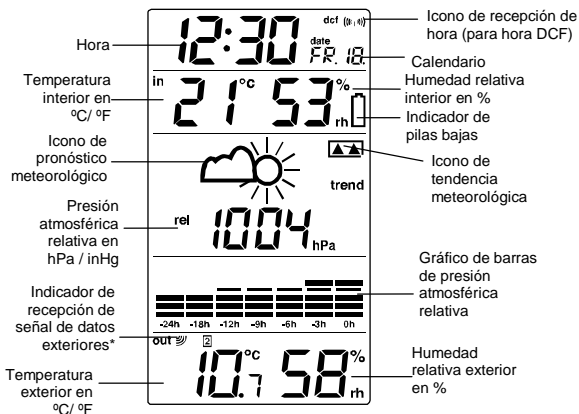 Hora
Temperatura
interior en
ºC/ ºF
Icono de
pronóstico
meteorológico
Presión
atmosférica
relativa en
hPa / inHg
Indicador de
recepción de
señal de datos
exteriores*
Temperatura
exterior en
ºC/ ºF
12:30
dcf
date
FR. 18.
in
21 °C
53 % rh
trend
rel
1004 hPa
-24h -18h -12h -9h -6h -3h 0h
out 2
10.7 °C
58 % rh
Icono de recepción de
hora (para hora DCF)
Calendario
Humedad relativa
interior en %
Indicador de
pilas bajas
Icono de
tendencia
meteorológica
Gráfico de barras
de presión
atmosférica
relativa
Humedad
relativa exterior
en %